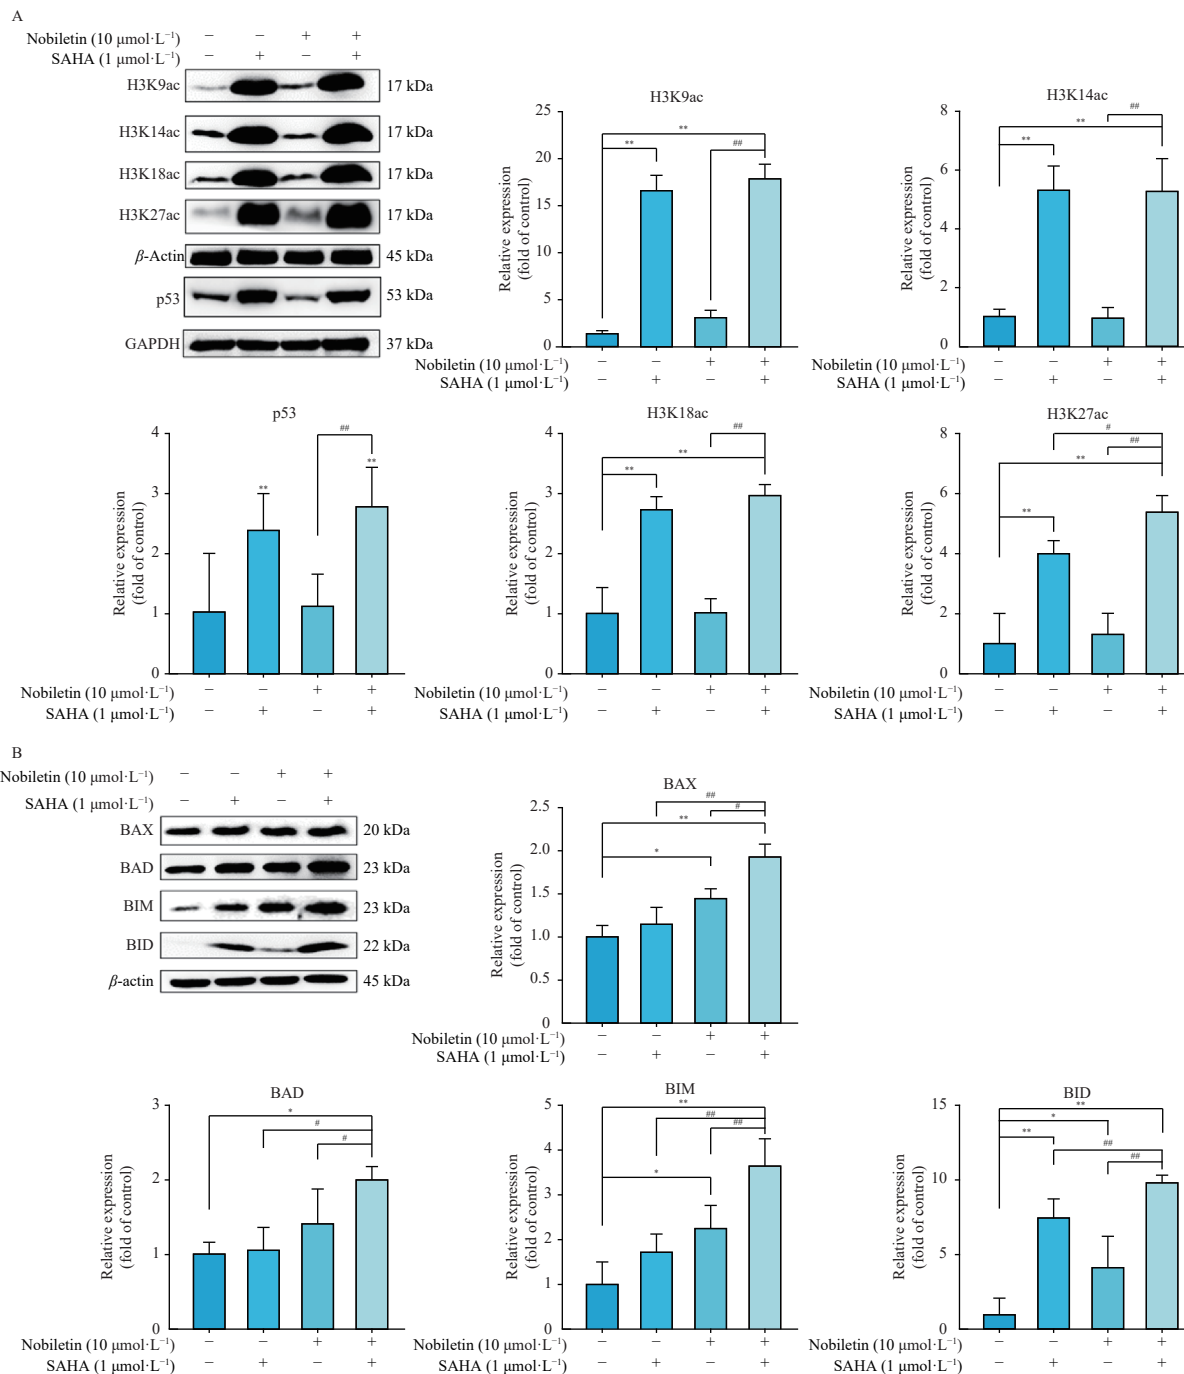 A
Nobiletin (10 μmol·L⁻¹) − − + +
SAHA (1 μmol·L⁻¹) − + − +
H3K9ac 17 kDa
H3K14ac 17 kDa
H3K18ac 17 kDa
H3K27ac 17 kDa
β-Actin 45 kDa
p53 53 kDa
GAPDH 37 kDa
H3K9ac
Relative expression
(fold of control)
25
20
15
10
5
0
**
**
##
Nobiletin (10 μmol·L⁻¹) − − + +
SAHA (1 μmol·L⁻¹) − + − +
H3K14ac
Relative expression
(fold of control)
8
6
4
2
0
##
**
**
Nobiletin (10 μmol·L⁻¹) − − + +
SAHA (1 μmol·L⁻¹) − + − +
p53
Relative expression
(fold of control)
4
3
2
1
0
##
**
**
Nobiletin (10 μmol·L⁻¹) − − + +
SAHA (1 μmol·L⁻¹) − + − +
H3K18ac
Relative expression
(fold of control)
4
3
2
1
0
##
**
**
Nobiletin (10 μmol·L⁻¹) − − + +
SAHA (1 μmol·L⁻¹) − + − +
H3K27ac
Relative expression
(fold of control)
8
6
4
2
0
#
##
**
**
Nobiletin (10 μmol·L⁻¹) − − + +
SAHA (1 μmol·L⁻¹) − + − +
B
Nobiletin (10 μmol·L⁻¹) − − + +
SAHA (1 μmol·L⁻¹) − + − +
BAX 20 kDa
BAD 23 kDa
BIM 23 kDa
BID 22 kDa
β-actin 45 kDa
BAX
Relative expression
(fold of control)
2.5
2.0
1.5
1.0
0.5
0
##
#
**
*
Nobiletin (10 μmol·L⁻¹) − − + +
SAHA (1 μmol·L⁻¹) − + − +
BAD
Relative expression
(fold of control)
3
2
1
0
*
#
#
Nobiletin (10 μmol·L⁻¹) − − + +
SAHA (1 μmol·L⁻¹) − + − +
BIM
Relative expression
(fold of control)
5
4
3
2
1
0
**
##
##
*
Nobiletin (10 μmol·L⁻¹) − − + +
SAHA (1 μmol·L⁻¹) − + − +
BID
Relative expression
(fold of control)
15
10
5
0
**
*
**
##
##
Nobiletin (10 μmol·L⁻¹) − − + +
SAHA (1 μmol·L⁻¹) − + − +